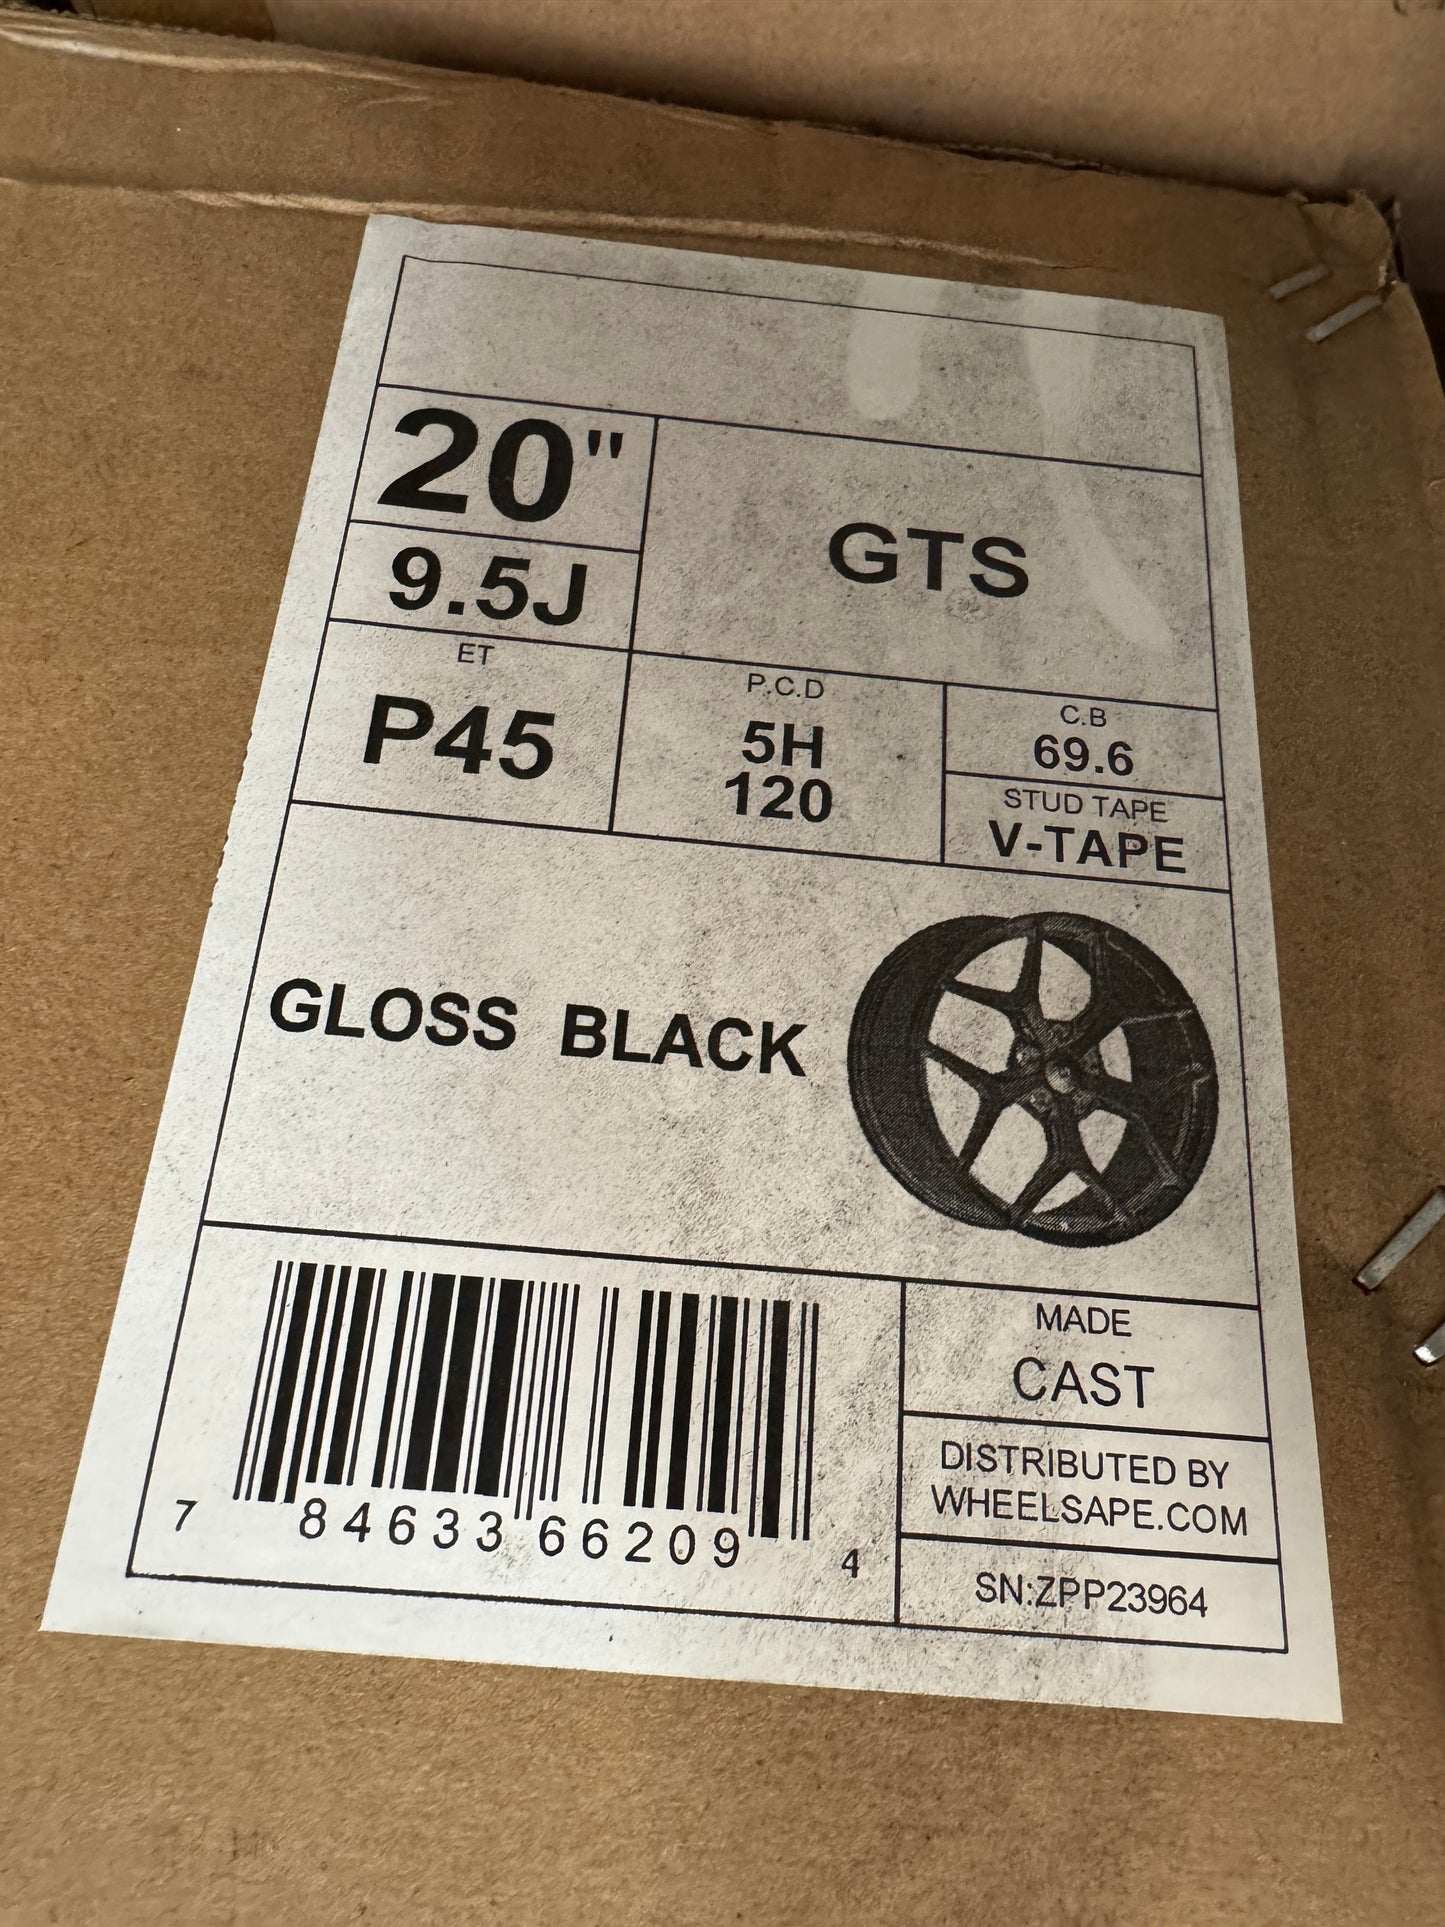 20"
9.5J
GTS
ET
P45
P.C.D
5H
120
C.B
69.6
STUD TAPE
V-TAPE
GLOSS BLACK
7 84633 66209 4
MADE
CAST
DISTRIBUTED BY
WHEELSAPE.COM
SN:ZPP23964